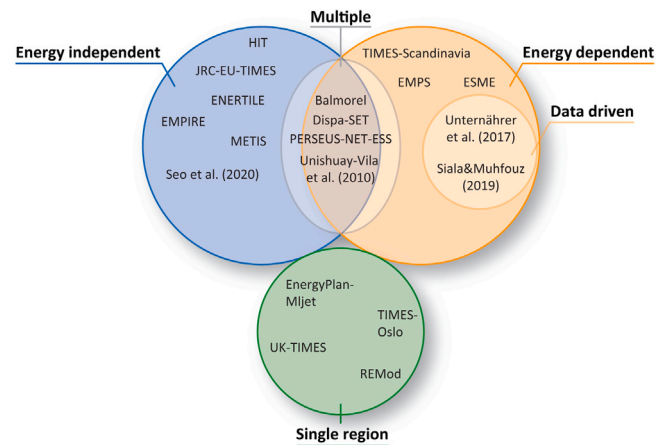 Multiple
Energy independent
Energy dependent
HIT
JRC-EU-TIMES
ENERTILE
EMPIRE
METIS
Seo et al. (2020)
Balmorel
Dispa-SET
PERSEUS-NET-ESS
Unishuay-Vila
et al. (2010)
TIMES-Scandinavia
EMPS
ESME
Data driven
Unternährer
et al. (2017)
Siala&Muhfouz
(2019)
EnergyPlan-
Mljet
TIMES-
Oslo
UK-TIMES
REMod
Single region